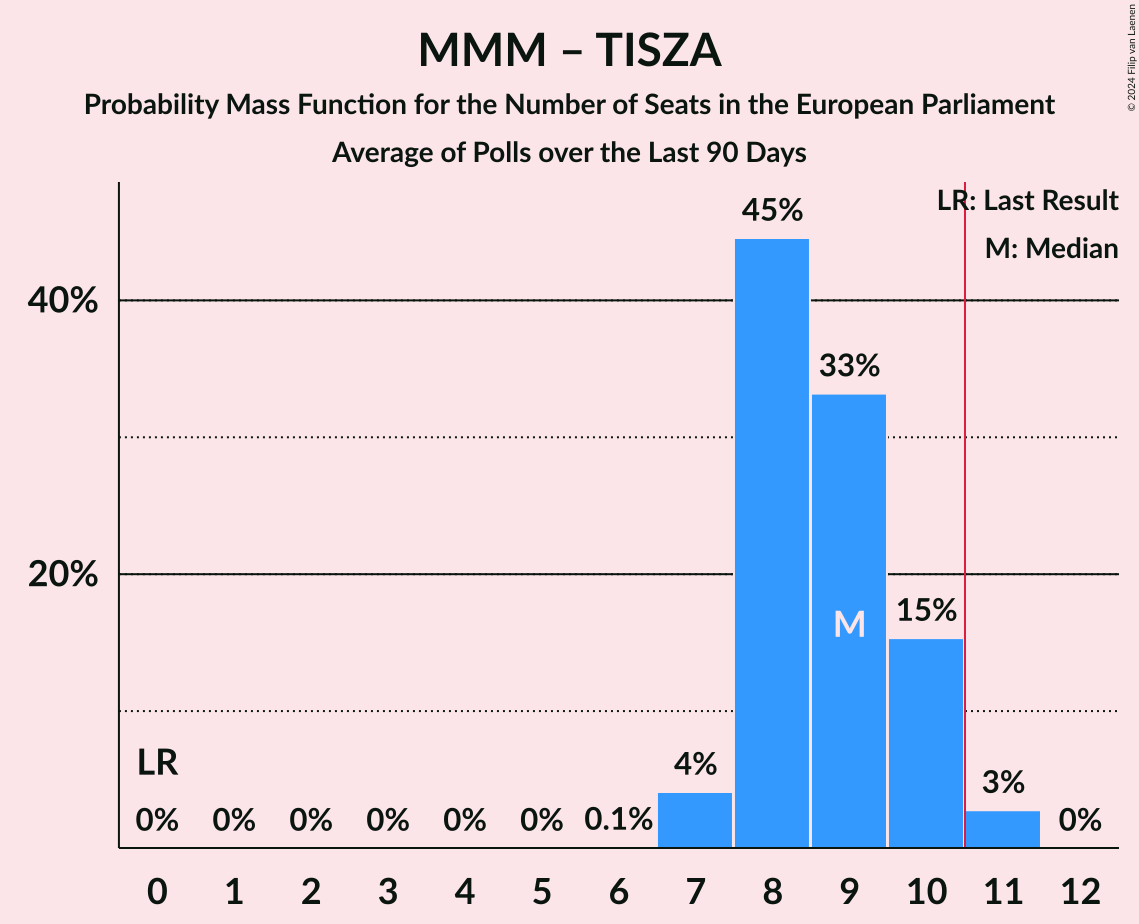 MMM – TISZA
Probability Mass Function for the Number of Seats in the European Parliament
Average of Polls over the Last 90 Days
© 2024 Filip van Laenen
LR: Last Result
M: Median
45%
40%
33%
20%
15%
M
LR
4%
3%
0% 0% 0% 0% 0% 0% 0.1% 0%
0 1 2 3 4 5 6 7 8 9 10 11 12